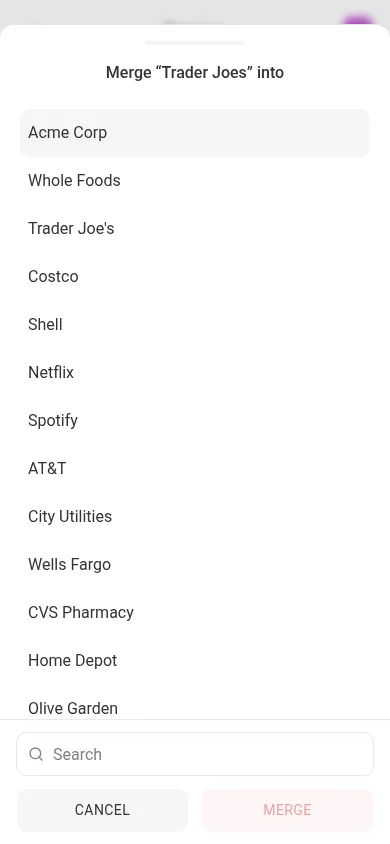 Merge “Trader Joes” into
Acme Corp
Whole Foods
Trader Joe's
Costco
Shell
Netflix
Spotify
AT&T
City Utilities
Wells Fargo
CVS Pharmacy
Home Depot
Olive Garden
Search
CANCEL
MERGE